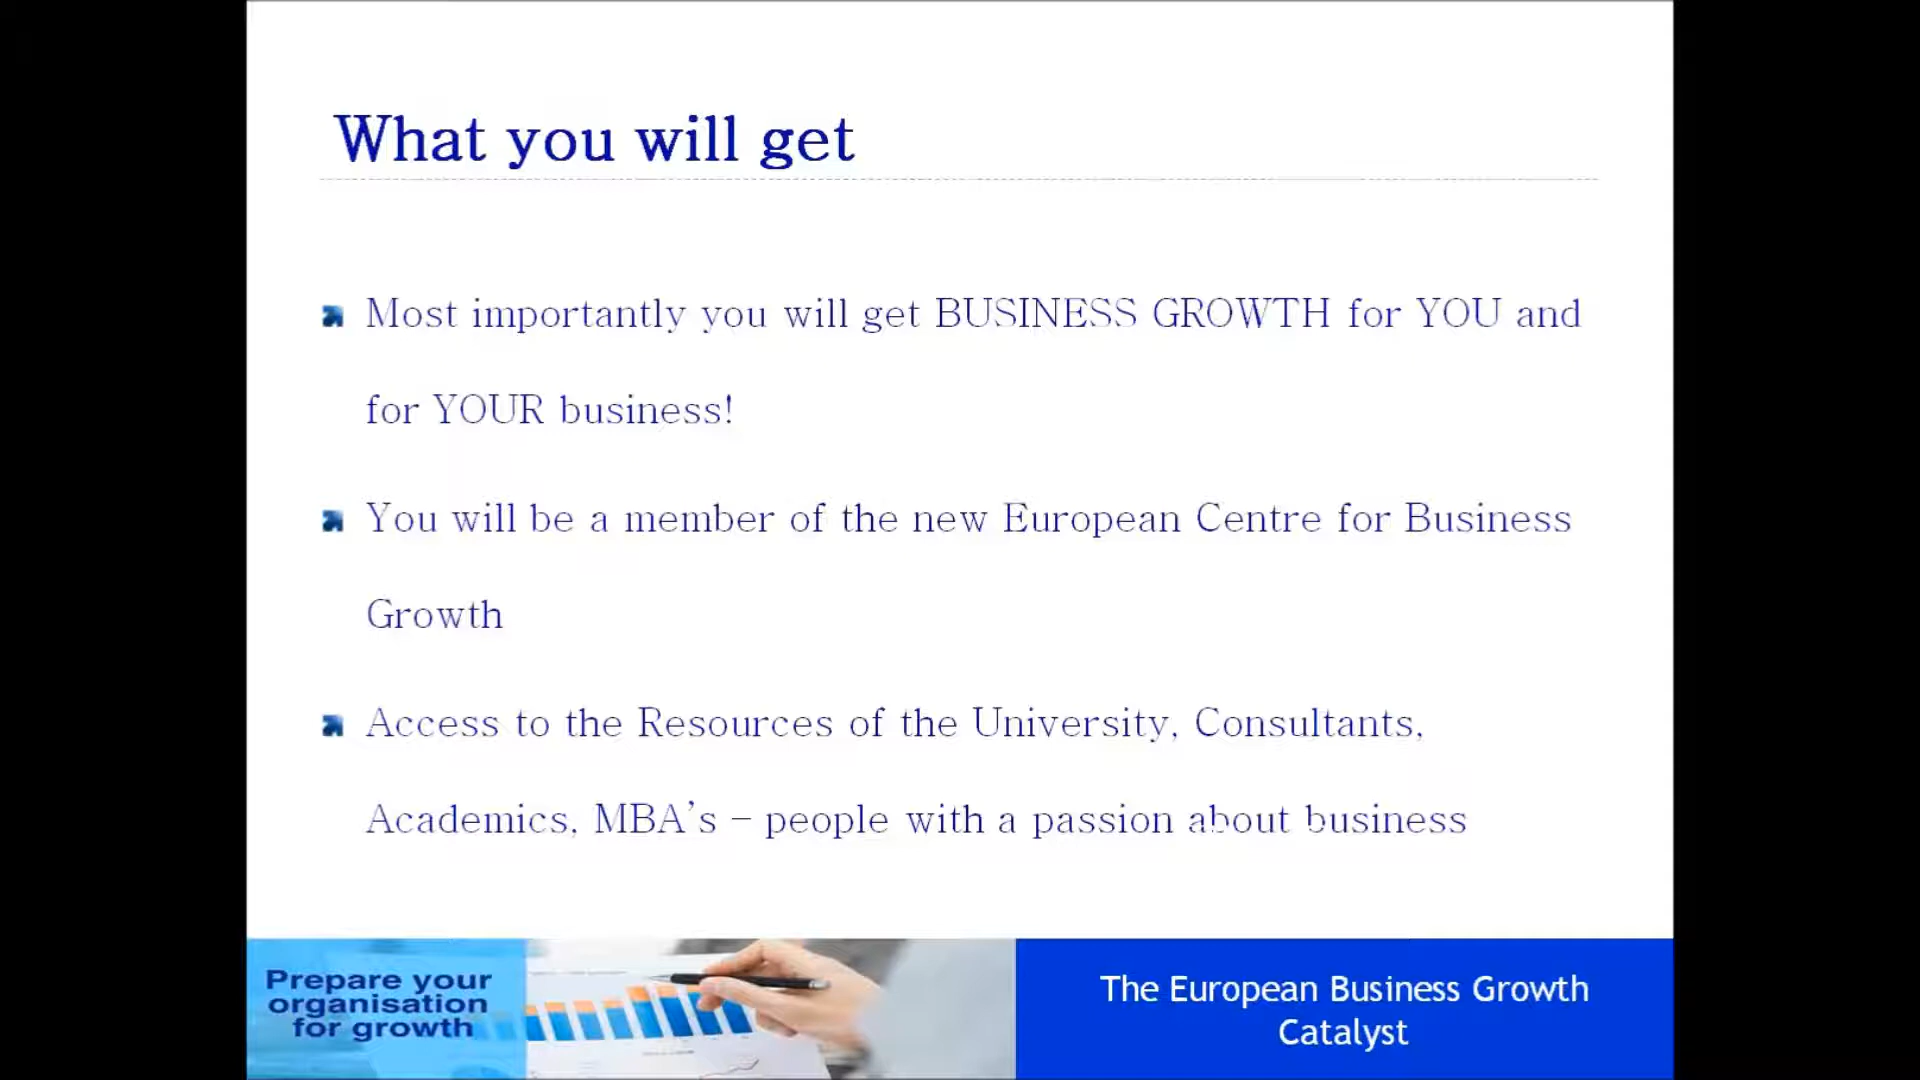 What you will get
Most importantly you will get BUSINESS GROWTH for YOU and
for YOUR business!
You will be a member of the new European Centre for Business
Growth
Access to the Resources of the University, Consultants,
Academics, MBA's – people with a passion about business
Prepare your
organisation
for growth
The European Business Growth
Catalyst